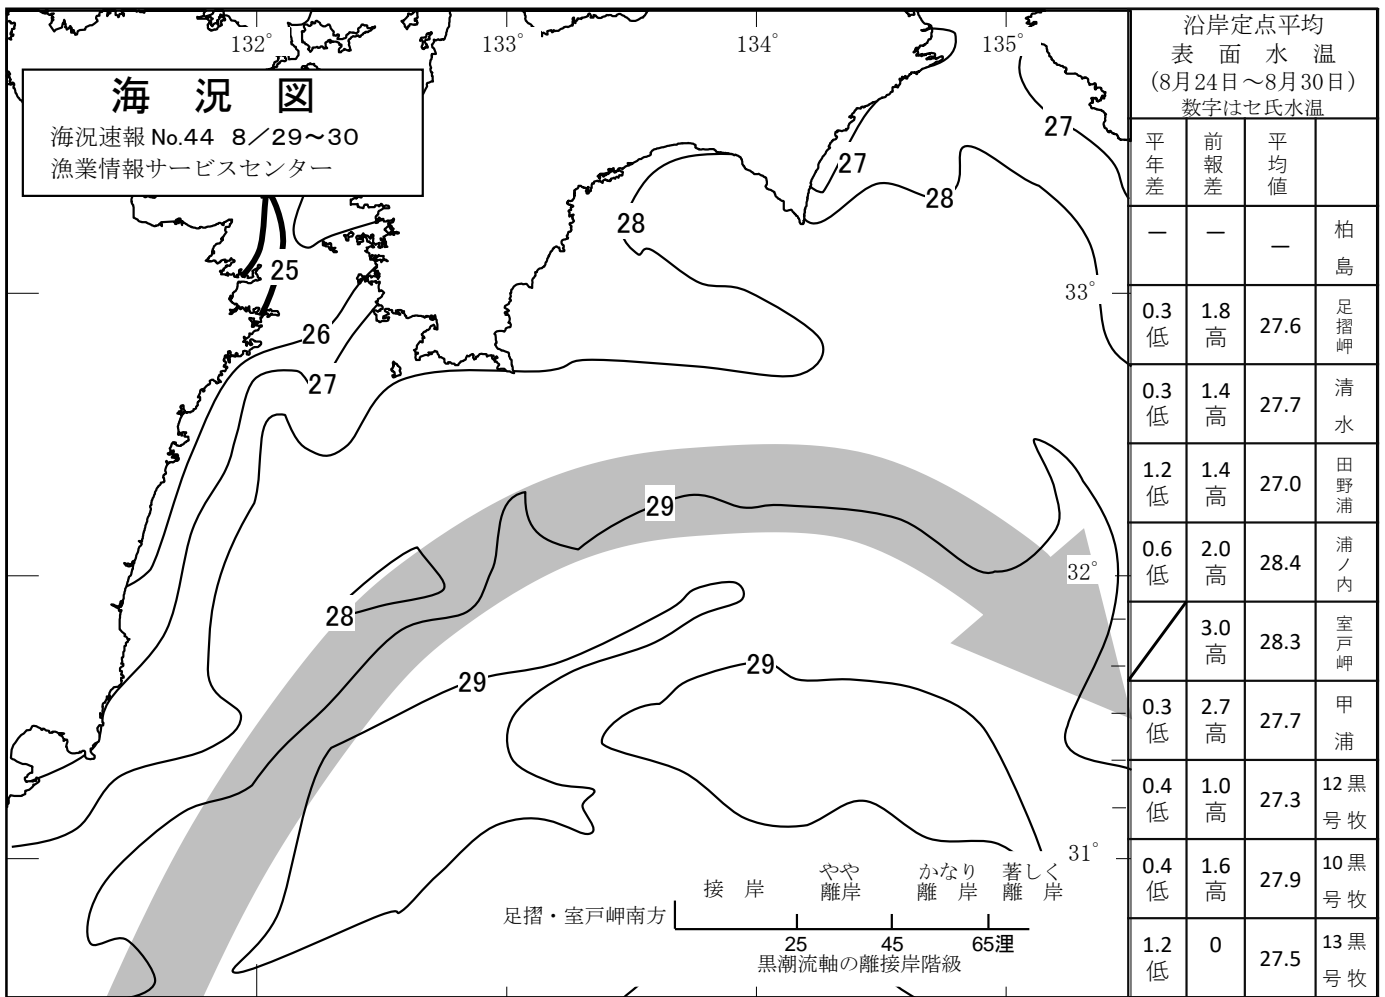 海 況 図
海況速報 No.44 8／29～30
漁業情報サービスセンター
132°
133°
134°
135°
33°
32°
31°
27
27
28
28
25
26
27
29
28
29
29
接 岸
やや離岸
かなり離 岸
著しく離 岸
足摺・室戸岬南方
25 45 65浬
黒潮流軸の離接岸階級
沿岸定点平均
表 面 水 温
(8月24日～8月30日)
数字はセ氏水温
平年差 前報差 平均値
― ― ― 柏島
0.3低 1.8高 27.6 足摺岬
0.3低 1.4高 27.7 清水
1.2低 1.4高 27.0 田野浦
0.6低 2.0高 28.4 浦ノ内
3.0高 28.3 室戸岬
0.3低 2.7高 27.7 甲浦
0.4低 1.0高 27.3 黒牧12号
0.4低 1.6高 27.9 黒牧10号
1.2低 0 27.5 黒牧13号